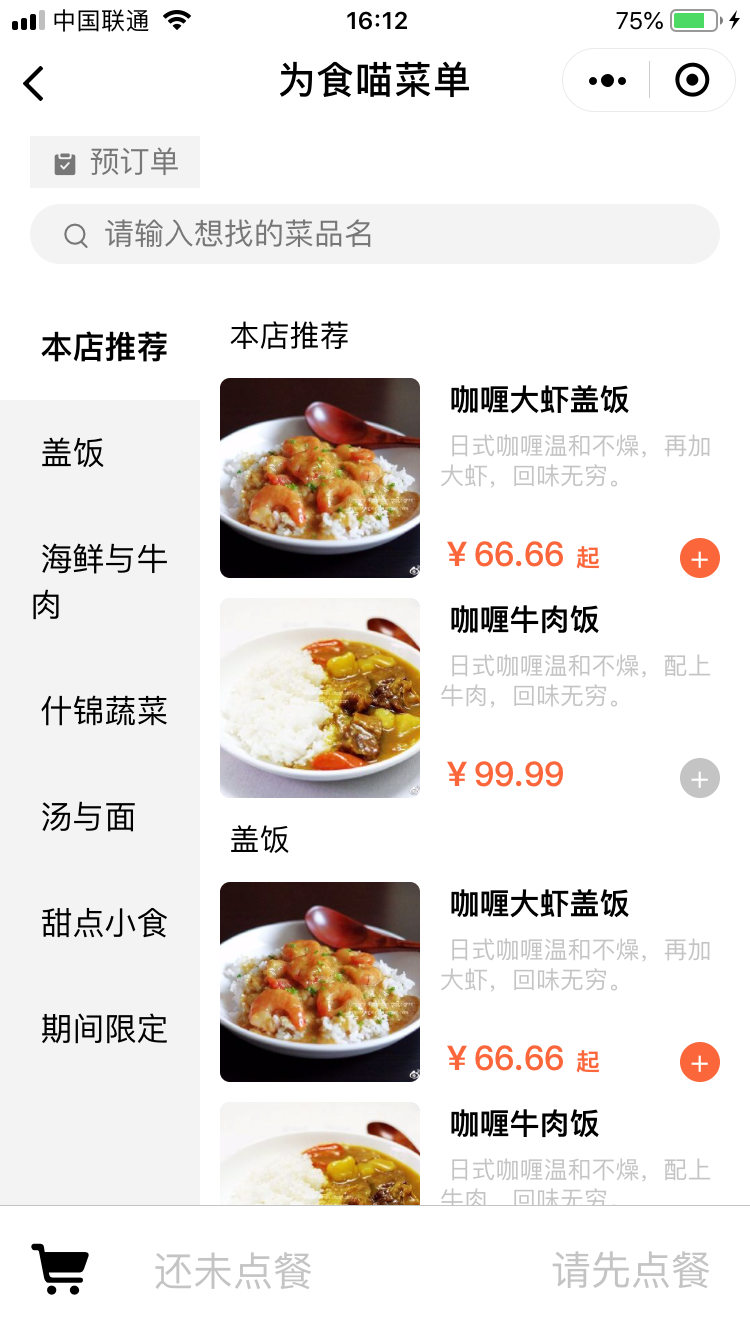 中国联通
16:12
75%
为食喵菜单
预订单
请输入想找的菜品名
本店推荐
盖饭
海鲜与牛
肉
什锦蔬菜
汤与面
甜点小食
期间限定
本店推荐
咖喱大虾盖饭
日式咖喱温和不燥，再加
大虾，回味无穷。
¥ 66.66 起
咖喱牛肉饭
日式咖喱温和不燥，配上
牛肉，回味无穷。
¥ 99.99
盖饭
咖喱大虾盖饭
日式咖喱温和不燥，再加
大虾，回味无穷。
¥ 66.66 起
咖喱牛肉饭
日式咖喱温和不燥，配上
牛肉，回味无穷。
还未点餐
请先点餐